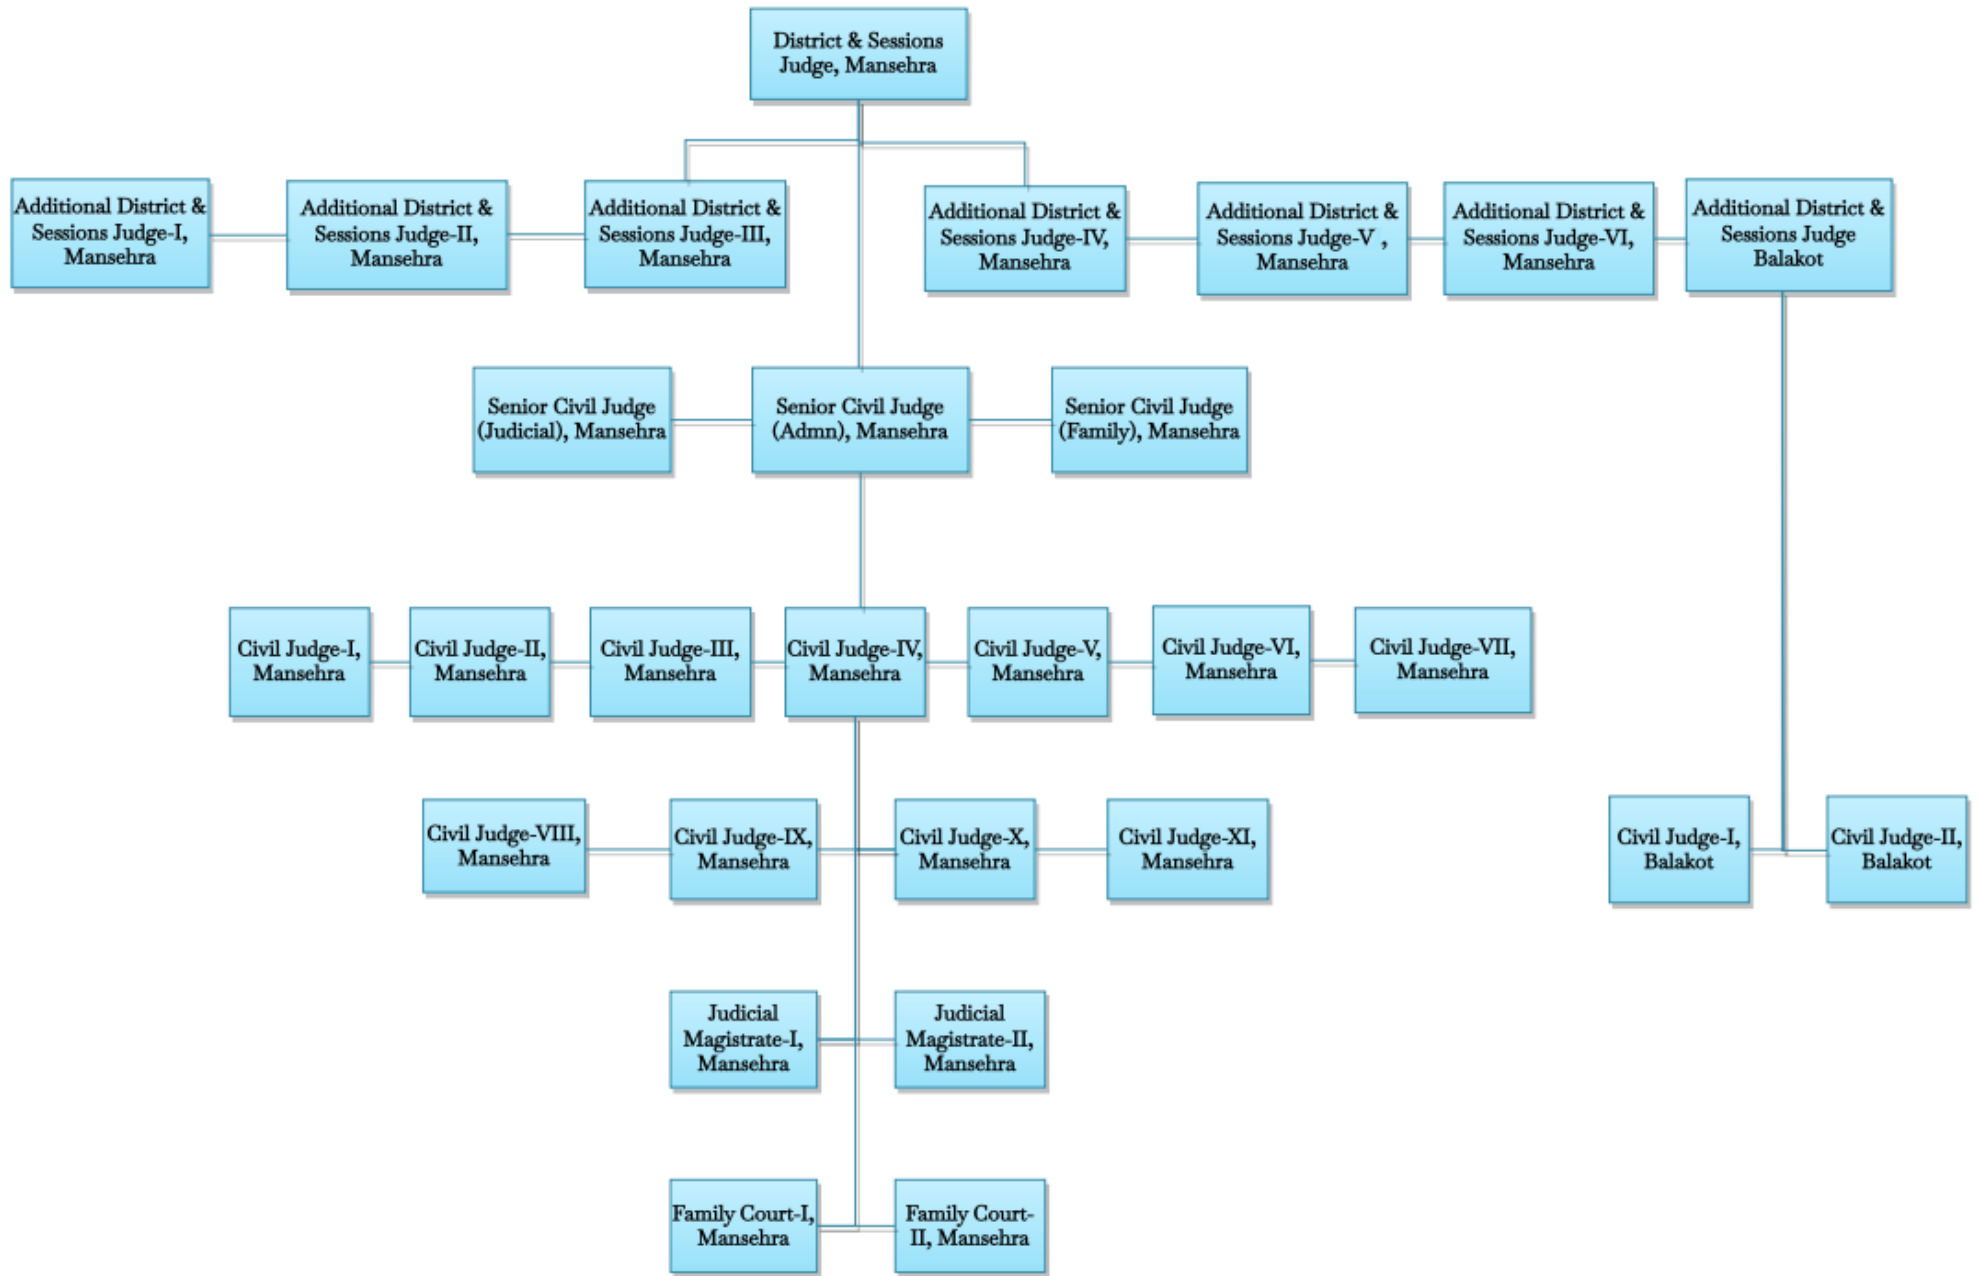 District & Sessions
Judge, Mansehra
Additional District &
Sessions Judge-I,
Mansehra
Additional District &
Sessions Judge-II,
Mansehra
Additional District &
Sessions Judge-III,
Mansehra
Additional District &
Sessions Judge-IV,
Mansehra
Additional District &
Sessions Judge-V ,
Mansehra
Additional District &
Sessions Judge-VI,
Mansehra
Additional District &
Sessions Judge
Balakot
Senior Civil Judge
(Judicial), Mansehra
Senior Civil Judge
(Admn), Mansehra
Senior Civil Judge
(Family), Mansehra
Civil Judge-I,
Mansehra
Civil Judge-II,
Mansehra
Civil Judge-III,
Mansehra
Civil Judge-IV,
Mansehra
Civil Judge-V,
Mansehra
Civil Judge-VI,
Mansehra
Civil Judge-VII,
Mansehra
Civil Judge-VIII,
Mansehra
Civil Judge-IX,
Mansehra
Civil Judge-X,
Mansehra
Civil Judge-XI,
Mansehra
Civil Judge-I,
Balakot
Civil Judge-II,
Balakot
Judicial
Magistrate-I,
Mansehra
Judicial
Magistrate-II,
Mansehra
Family Court-I,
Mansehra
Family Court-
II, Mansehra